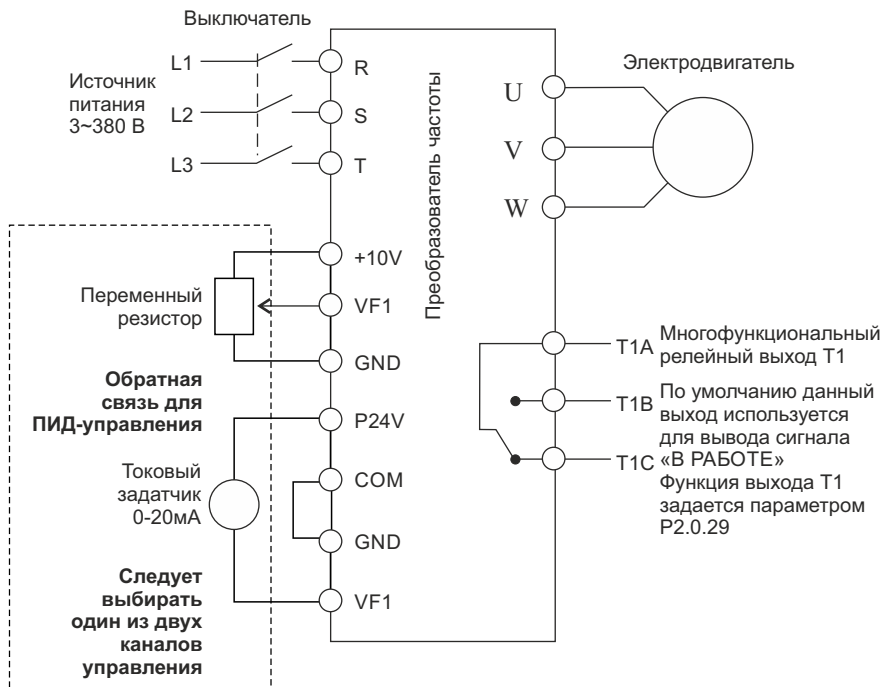 Выключатель
L1
R
Источник
питания
3~380 В
L2
S
L3
T
Преобразователь частоты
Электродвигатель
U
V
W
+10V
Переменный
резистор
VF1
GND
Обратная
связь для
ПИД-управления
P24V
Токовый
задатчик
0-20мА
COM
GND
Следует
выбирать
один из двух
каналов
управления
VF1
T1A
Многофункциональный
релейный выход T1
T1B
По умолчанию данный
выход используется
для вывода сигнала
«В РАБОТЕ»
T1C
Функция выхода T1
задается параметром
P2.0.29